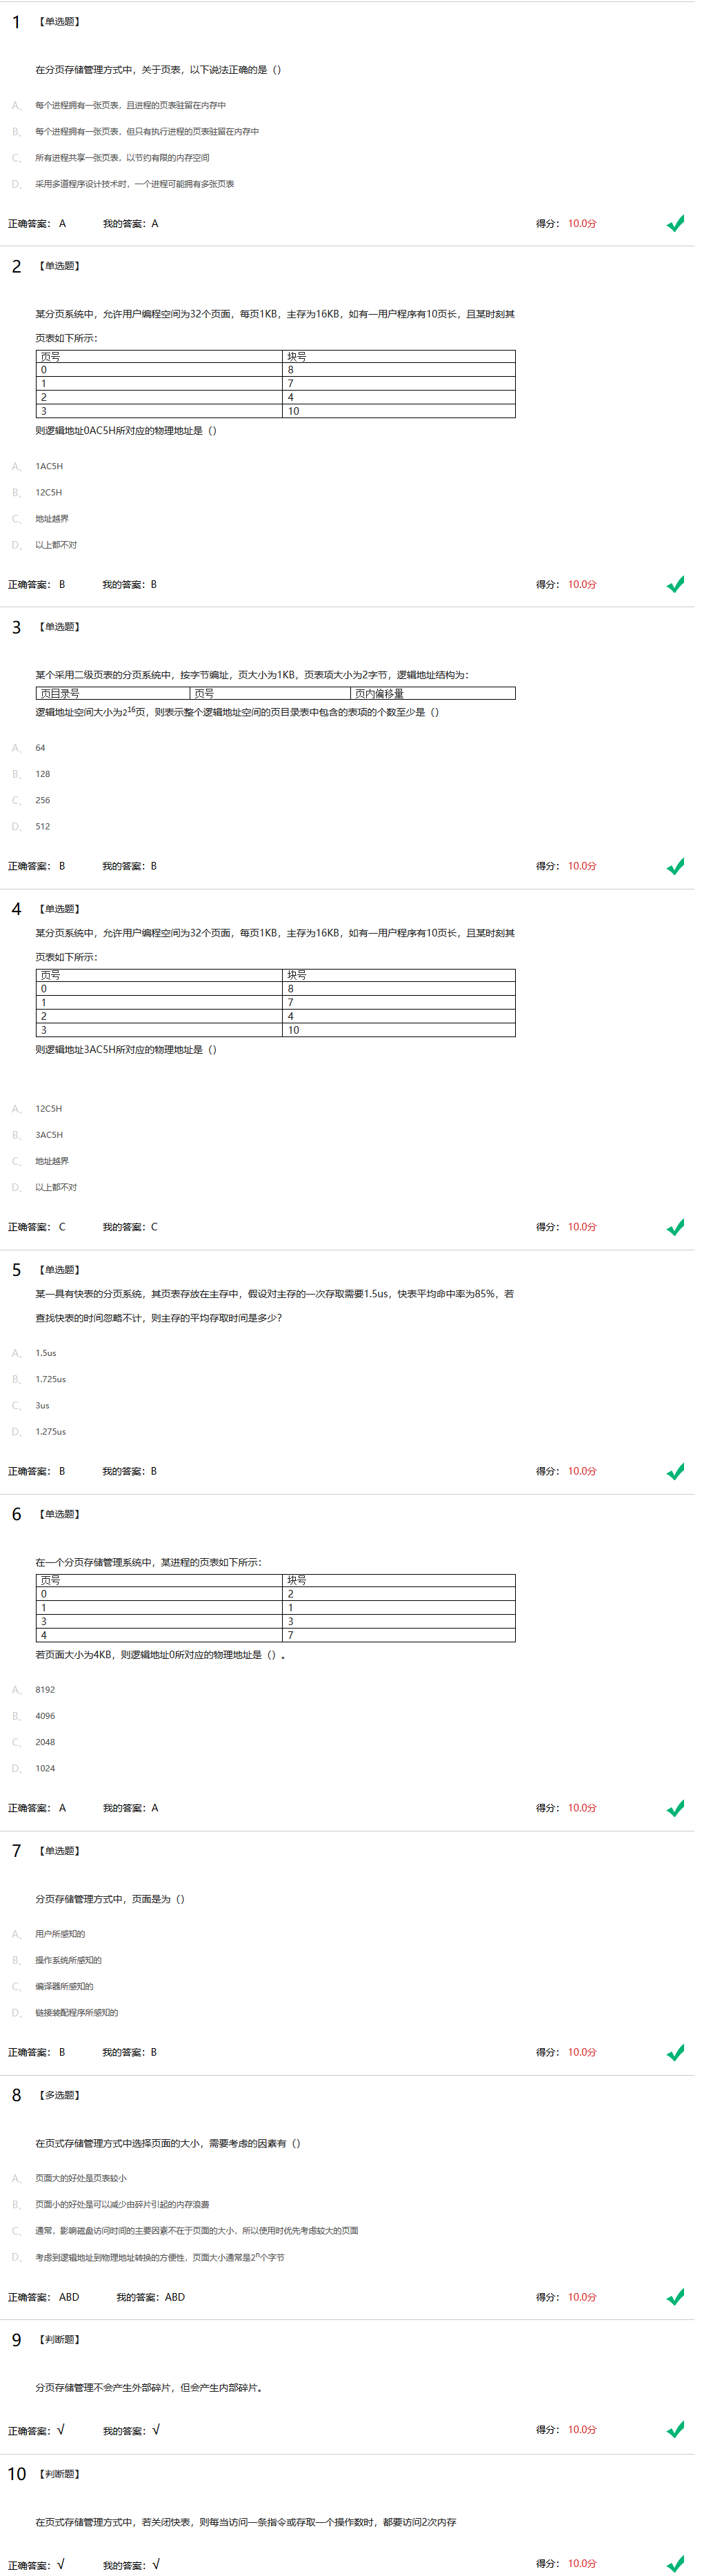 1 【单选题】
在分页存储管理方式中，关于页表，以下说法正确的是（）
A、 每个进程拥有一张页表，且进程的页表驻留在内存中
B、 每个进程拥有一张页表，但只有执行进程的页表驻留在内存中
C、 所有进程共享一张页表，以节约有限的内存空间
D、 采用多道程序设计技术时，一个进程可能拥有多张页表
正确答案： A 我的答案：A 得分： 10.0分
2 【单选题】
某分页系统中，允许用户编程空间为32个页面，每页1KB，主存为16KB，如有一用户程序有10页长，且某时刻其
页表如下所示：
页号 块号
0 8
1 7
2 4
3 10
则逻辑地址0AC5H所对应的物理地址是（）
A、 1AC5H
B、 12C5H
C、 地址越界
D、 以上都不对
正确答案： B 我的答案：B 得分： 10.0分
3 【单选题】
某个采用二级页表的分页系统中，按字节编址，页大小为1KB，页表项大小为2字节，逻辑地址结构为：
页目录号 页号 页内偏移量
逻辑地址空间大小为2^16页，则表示整个逻辑地址空间的页目录表中包含的表项的个数至少是（）
A、 64
B、 128
C、 256
D、 512
正确答案： B 我的答案：B 得分： 10.0分
4 【单选题】
某分页系统中，允许用户编程空间为32个页面，每页1KB，主存为16KB，如有一用户程序有10页长，且某时刻其
页表如下所示：
页号 块号
0 8
1 7
2 4
3 10
则逻辑地址3AC5H所对应的物理地址是（）
A、 12C5H
B、 3AC5H
C、 地址越界
D、 以上都不对
正确答案： C 我的答案：C 得分： 10.0分
5 【单选题】
某一具有快表的分页系统，其页表存放在主存中，假设对主存的一次存取需要1.5us，快表平均命中率为85%，若
查找快表的时间忽略不计，则主存的平均存取时间是多少？
A、 1.5us
B、 1.725us
C、 3us
D、 1.275us
正确答案： B 我的答案：B 得分： 10.0分
6 【单选题】
在一个分页存储管理系统中，某进程的页表如下所示：
页号 块号
0 2
1 1
3 3
4 7
若页面大小为4KB，则逻辑地址0所对应的物理地址是（）。
A、 8192
B、 4096
C、 2048
D、 1024
正确答案： A 我的答案：A 得分： 10.0分
7 【单选题】
分页存储管理方式中，页面是为（）
A、 用户所感知的
B、 操作系统所感知的
C、 编译器所感知的
D、 链接装配程序所感知的
正确答案： B 我的答案：B 得分： 10.0分
8 【多选题】
在页式存储管理方式中选择页面的大小，需要考虑的因素有（）
A、 页面大的好处是页表较小
B、 页面小的好处是可以减少由碎片引起的内存浪费
C、 通常，影响磁盘访问时间的主要因素不在于页面的大小，所以使用时优先考虑较大的页面
D、 考虑到逻辑地址到物理地址转换的方便性，页面大小通常是2^n个字节
正确答案： ABD 我的答案：ABD 得分： 10.0分
9 【判断题】
分页存储管理不会产生外部碎片，但会产生内部碎片。
正确答案：√ 我的答案：√ 得分： 10.0分
10 【判断题】
在页式存储管理方式中，若关闭快表，则每当访问一条指令或存取一个操作数时，都要访问2次内存
正确答案：√ 我的答案：√ 得分： 10.0分